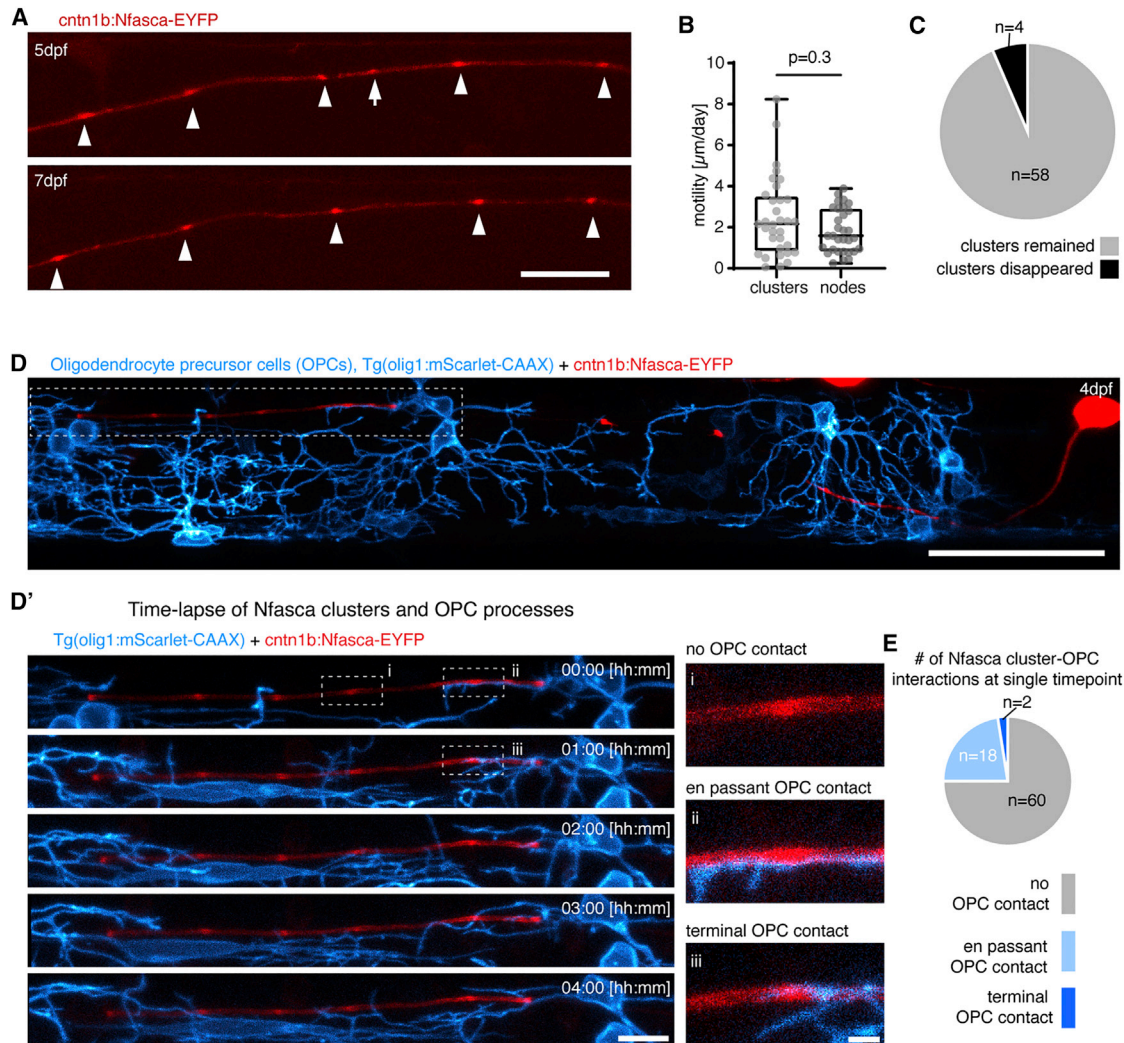 A
cntn1b:Nfasca-EYFP
5dpf
7dpf
B
p=0.3
10
8
6
4
2
0
motility [µm/day]
clusters
nodes
C
n=4
n=58
clusters remained
clusters disappeared
D
Oligodendrocyte precursor cells (OPCs), Tg(olig1:mScarlet-CAAX) + cntn1b:Nfasca-EYFP
4dpf
D’
Time-lapse of Nfasca clusters and OPC processes
Tg(olig1:mScarlet-CAAX) + cntn1b:Nfasca-EYFP
i
ii
00:00 [hh:mm]
iii
01:00 [hh:mm]
02:00 [hh:mm]
03:00 [hh:mm]
04:00 [hh:mm]
no OPC contact
i
en passant OPC contact
ii
terminal OPC contact
iii
E
# of Nfasca cluster-OPC
interactions at single timepoint
n=2
n=18
n=60
no
OPC contact
en passant
OPC contact
terminal
OPC contact